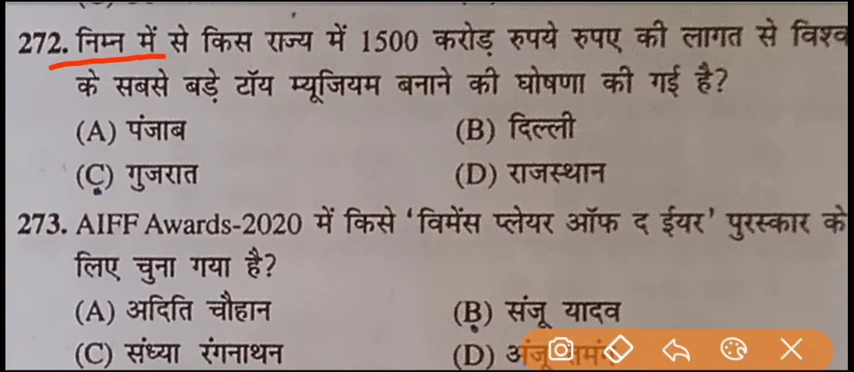 272. निम्न में से किस राज्य में 1500 करोड़ रुपये रुपए की लागत से विश्व
के सबसे बड़े टॉय म्यूजियम बनाने की घोषणा की गई है?
(A) पंजाब (B) दिल्ली
(C) गुजरात (D) राजस्थान
273. AIFF Awards-2020 में किसे 'विमेंस प्लेयर ऑफ द ईयर' पुरस्कार के
लिए चुना गया है?
(A) अदिति चौहान (B) संजू यादव
(C) संध्या रंगनाथन (D)